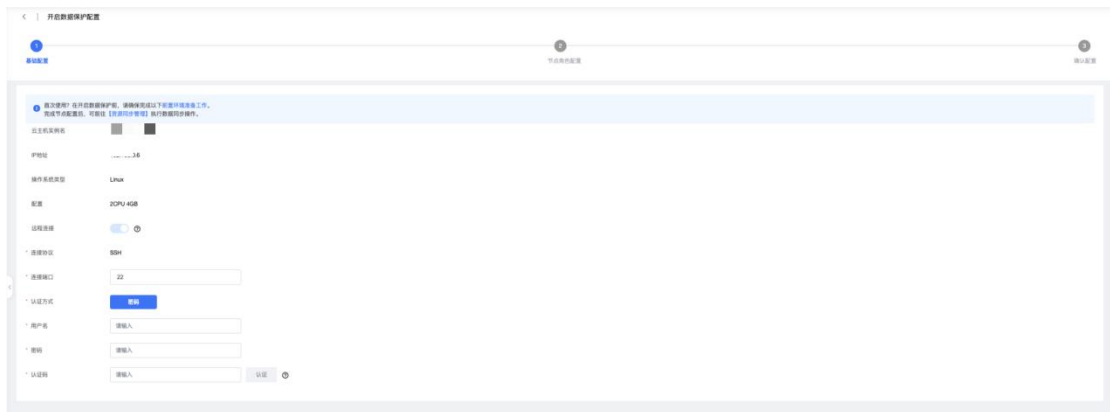 开启数据保护配置
1
2
3
基础配置
节点角色配置
确认配置
首次使用？在开启数据保护前，请确保完成以下前置环境准备工作。
完成节点配置后，可前往【资源同步管理】执行数据同步操作。
云主机实例名
IP地址
操作系统类型 Linux
配置 2CPU 4GB
远程连接
* 连接协议 SSH
* 连接端口 22
* 认证方式 密码
* 用户名 请输入
* 密码 请输入
* 认证码 请输入 认证